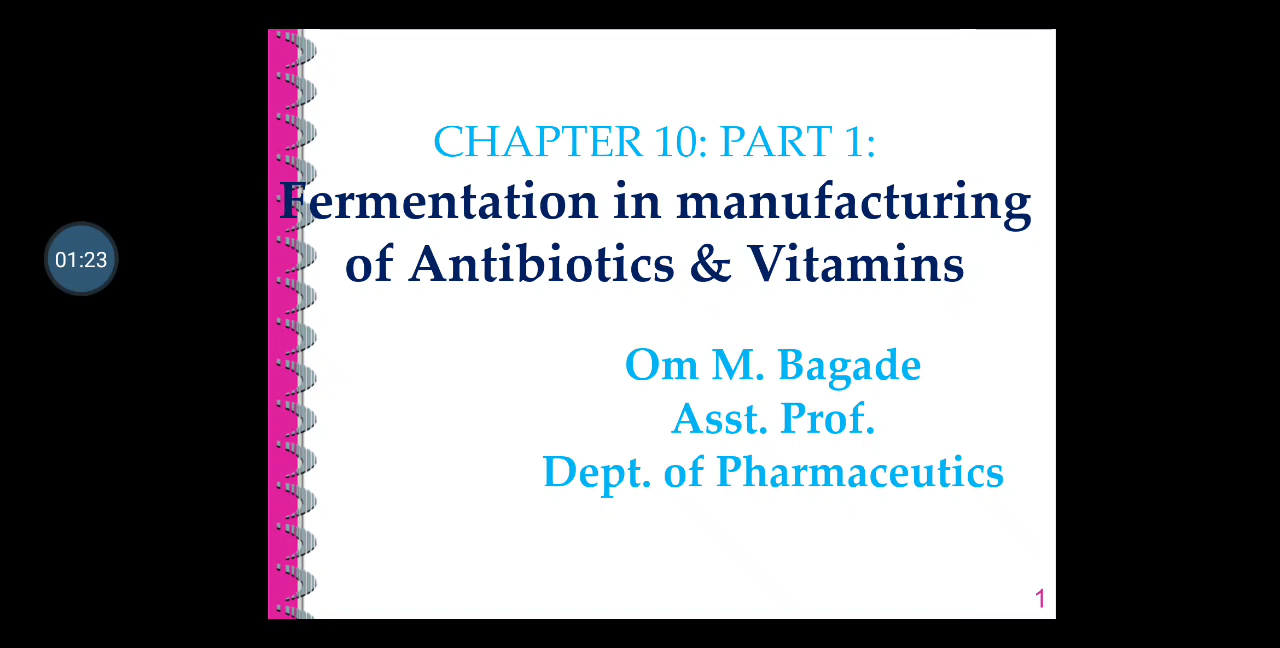 CHAPTER 10: PART 1:
Fermentation in manufacturing
of Antibiotics & Vitamins
01:23
Om M. Bagade
Asst. Prof.
Dept. of Pharmaceutics
1